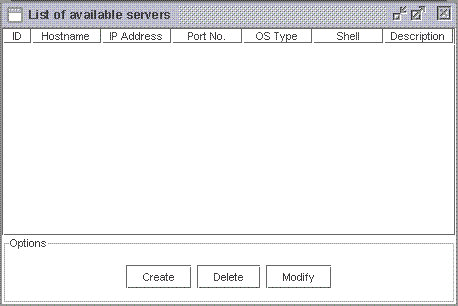 List of available servers
ID Hostname IP Address Port No. OS Type Shell Description
Options
Create Delete Modify